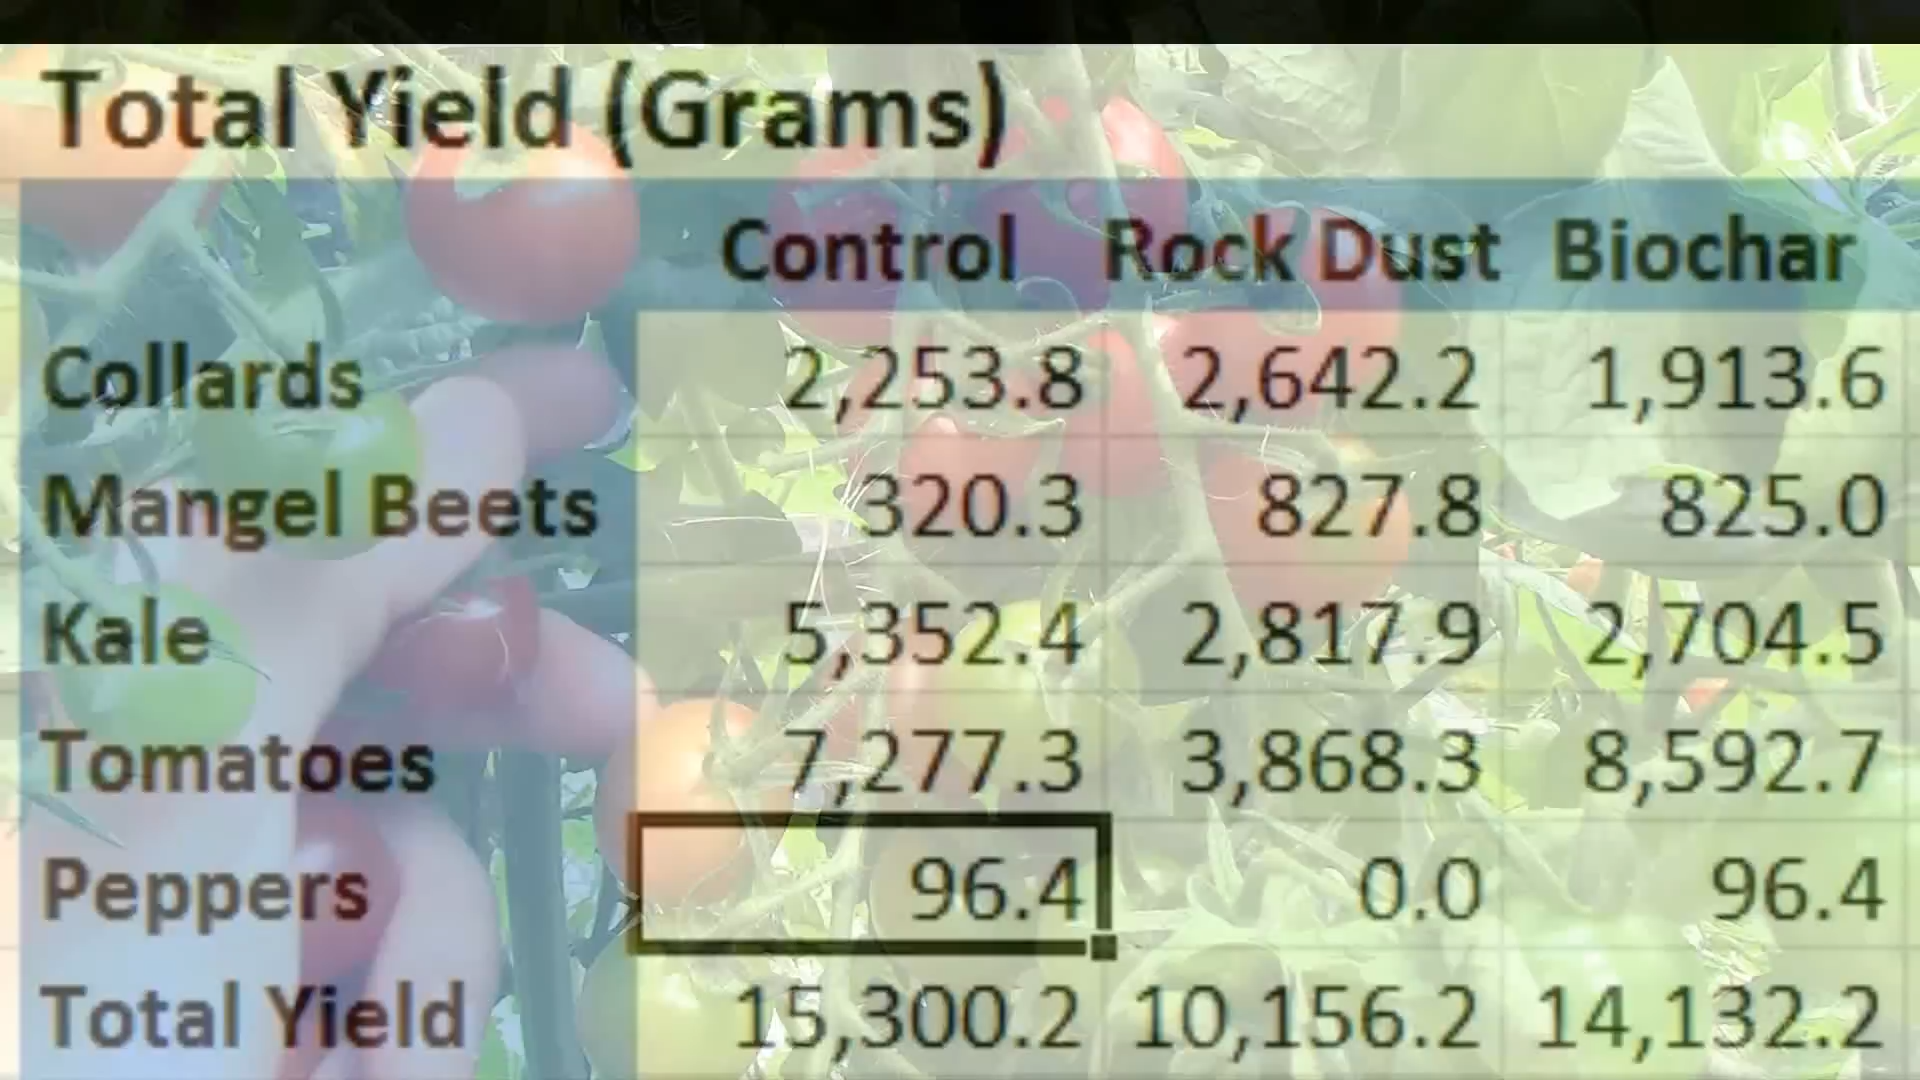 Total Yield (Grams)
Control Rock Dust Biochar
Collards 2,253.8 2,642.2 1,913.6
Mangel Beets 320.3 827.8 825.0
Kale 5,352.4 2,817.9 2,704.5
Tomatoes 7,277.3 3,868.3 8,592.7
Peppers 96.4 0.0 96.4
Total Yield 15,300.2 10,156.2 14,132.2